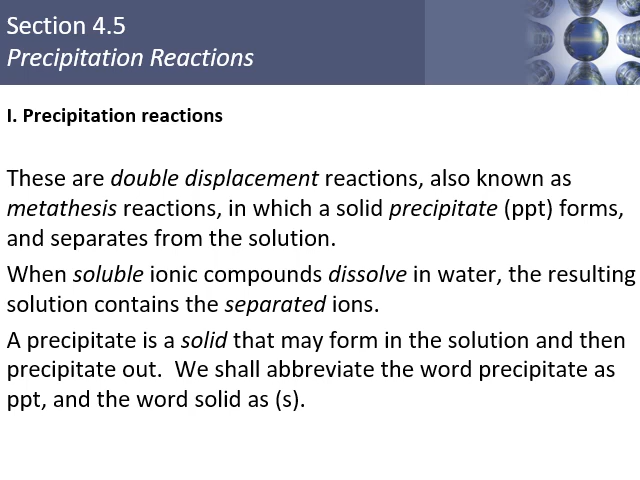 Section 4.5
Precipitation Reactions
I. Precipitation reactions
These are double displacement reactions, also known as
metathesis reactions, in which a solid precipitate (ppt) forms,
and separates from the solution.
When soluble ionic compounds dissolve in water, the resulting
solution contains the separated ions.
A precipitate is a solid that may form in the solution and then
precipitate out.  We shall abbreviate the word precipitate as
ppt, and the word solid as (s).